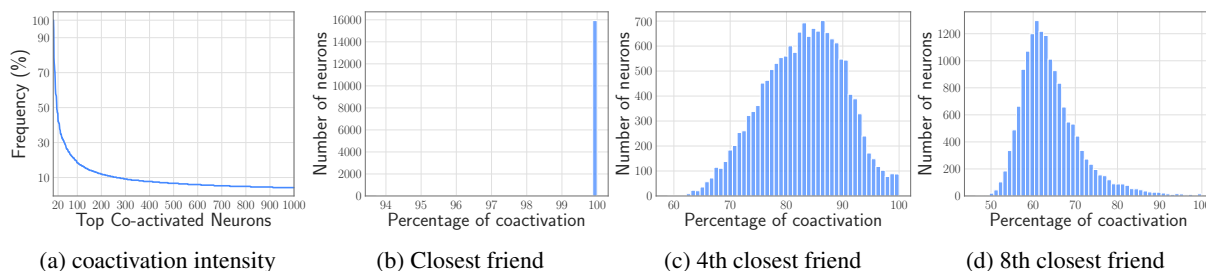 100
90
70
50
30
10
Frequency (%)
20 100 200 300 400 500 600 700 800 900 1000
Top Co-activated Neurons
(a) coactivation intensity
16000
14000
12000
10000
8000
6000
4000
2000
0
Number of neurons
94 95 96 97 98 99 100
Percentage of coactivation
(b) Closest friend
700
600
500
400
300
200
100
0
Number of neurons
60 70 80 90 100
Percentage of coactivation
(c) 4th closest friend
1200
1000
800
600
400
200
0
Number of neurons
50 60 70 80 90 100
Percentage of coactivation
(d) 8th closest friend